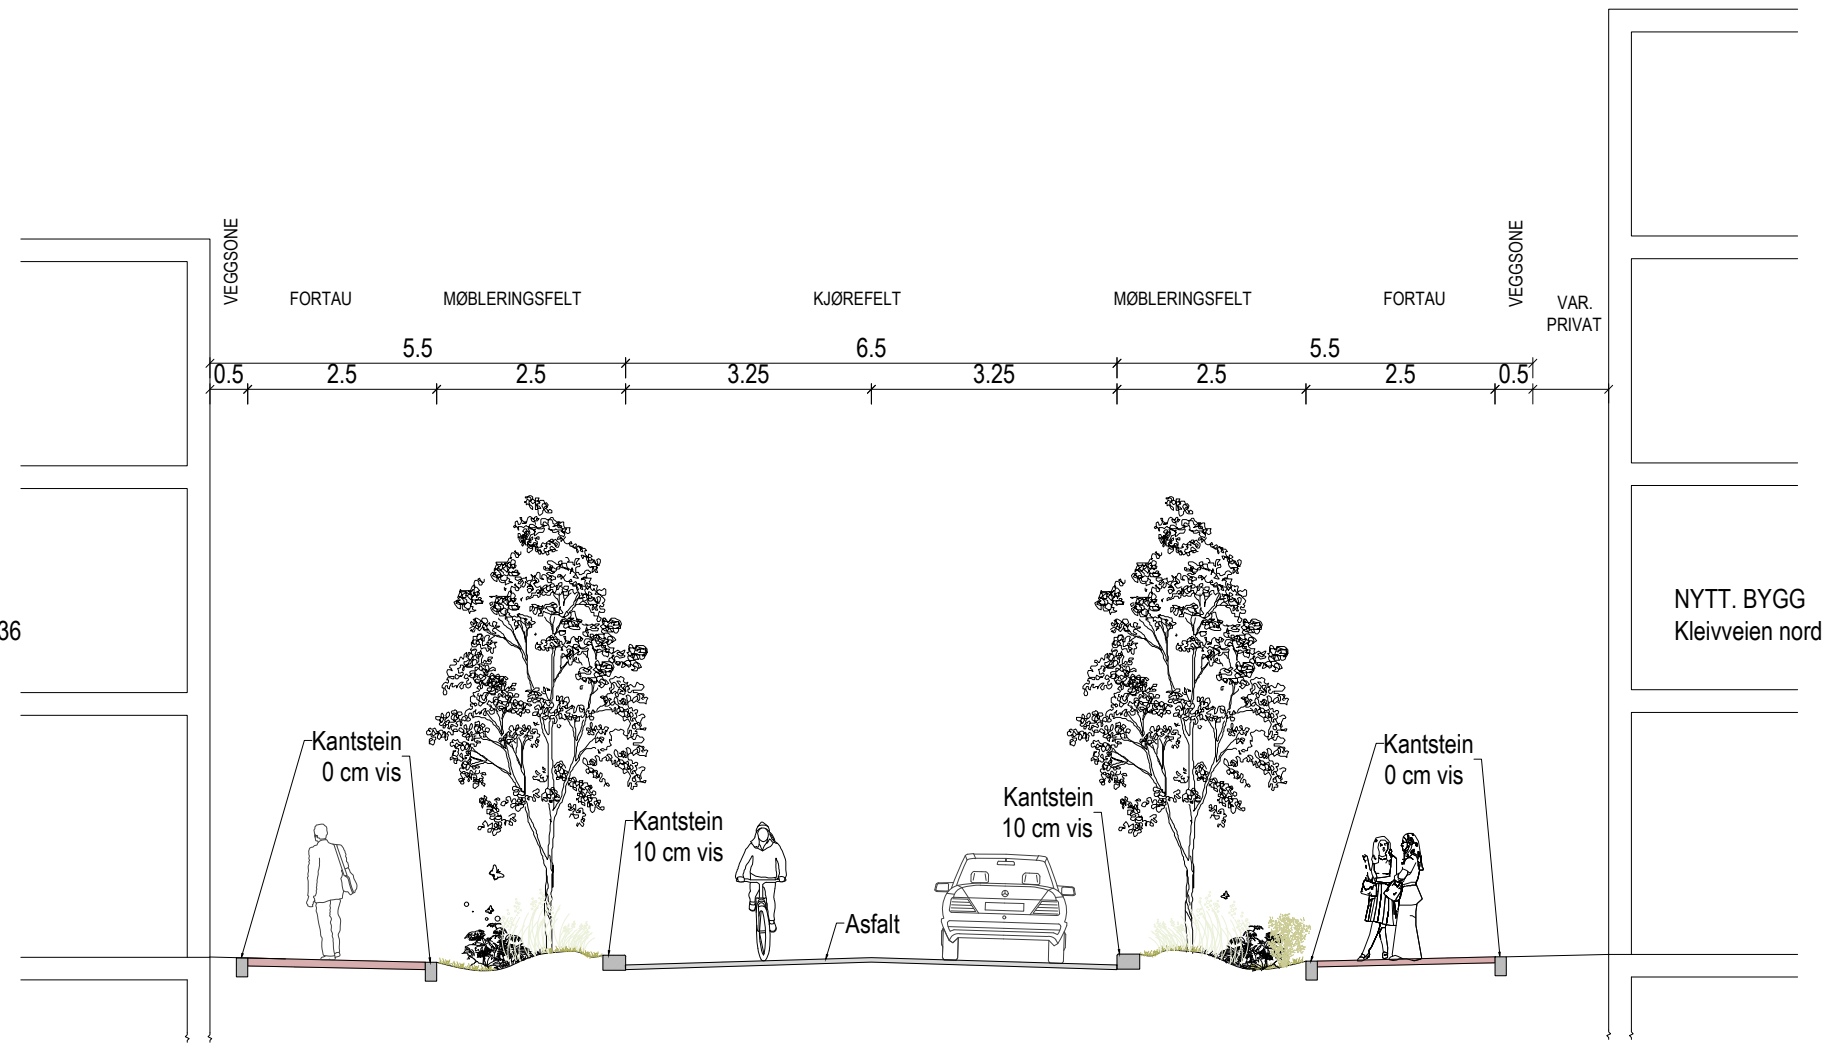 VEGGSONE
FORTAU
MØBLERINGSFELT
KJØREFELT
MØBLERINGSFELT
FORTAU
VEGGSONE
VAR.
PRIVAT
5.5
6.5
5.5
0.5
2.5
2.5
3.25
3.25
2.5
2.5
0.5
36
NYTT. BYGG
Kleivveien nord
Kantstein
0 cm vis
Kantstein
10 cm vis
Asfalt
Kantstein
10 cm vis
Kantstein
0 cm vis